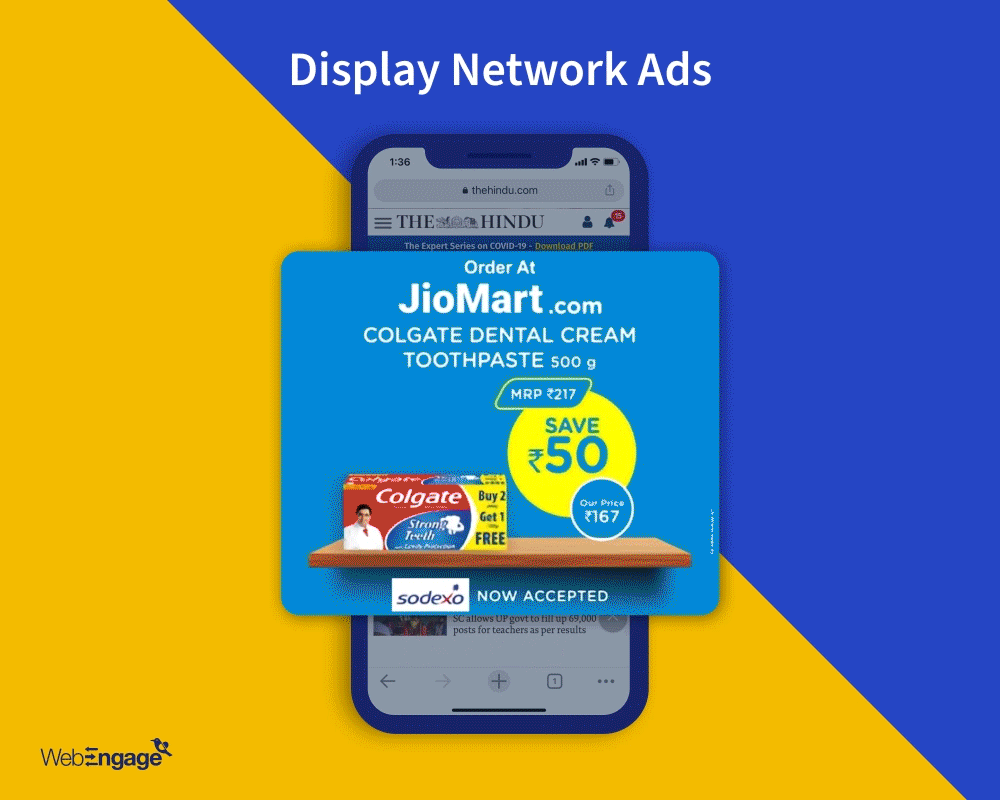 Display Network Ads
1:36
thehindu.com
THE HINDU
15
The Expert Series on COVID-19 - Download PDF
Order At
JioMart.com
COLGATE DENTAL CREAM
TOOTHPASTE 500 g
MRP ₹217
SAVE
₹50
Our Price
₹167
Colgate
Strong
Teeth
Buy 2
Get 1
FREE
sodexo NOW ACCEPTED
SC allows UP govt to fill up 69,000
posts for teachers as per results
1
WebEngage